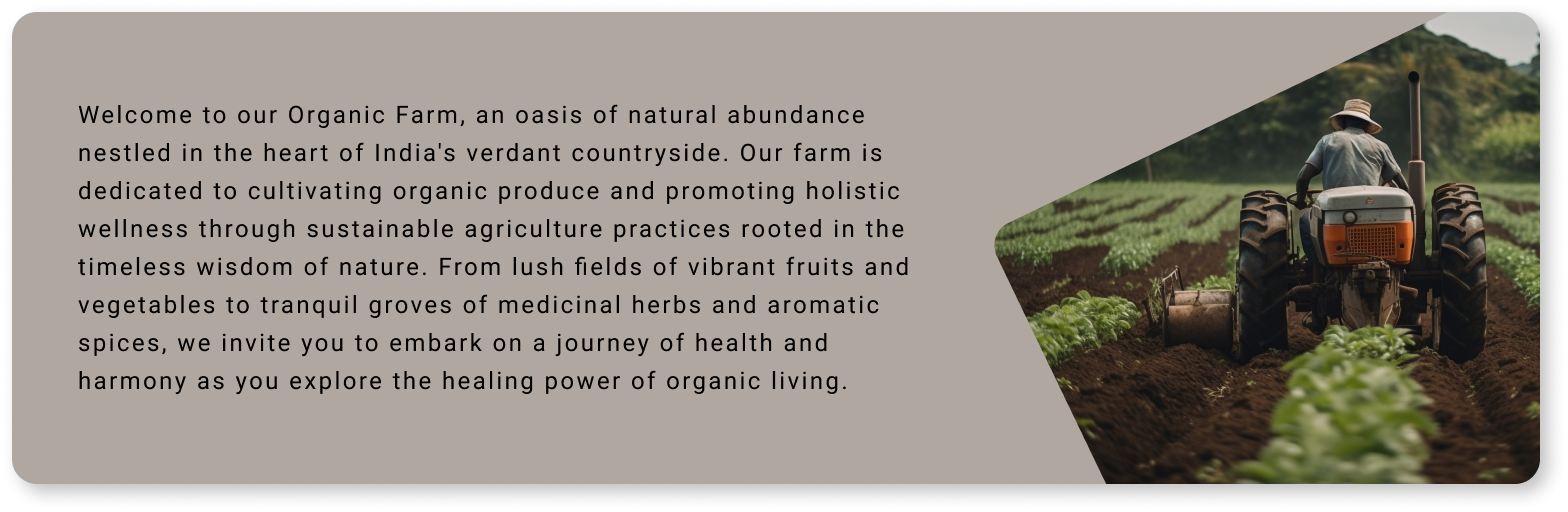 Welcome to our Organic Farm, an oasis of natural abundance
nestled in the heart of India's verdant countryside. Our farm is
dedicated to cultivating organic produce and promoting holistic
wellness through sustainable agriculture practices rooted in the
timeless wisdom of nature. From lush fields of vibrant fruits and
vegetables to tranquil groves of medicinal herbs and aromatic
spices, we invite you to embark on a journey of health and
harmony as you explore the healing power of organic living.